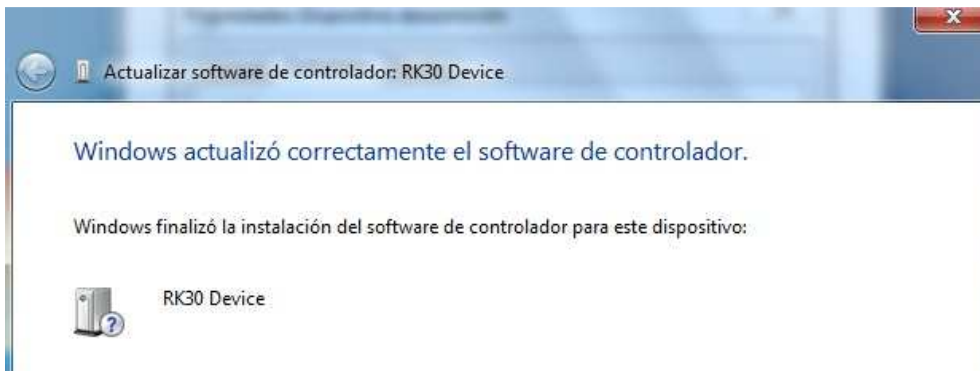 Actualizar software de controlador: RK30 Device
Windows actualizó correctamente el software de controlador.
Windows finalizó la instalación del software de controlador para este dispositivo:
RK30 Device